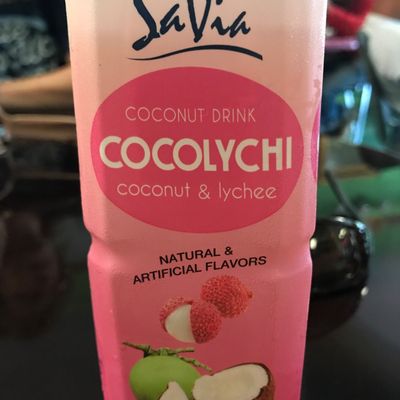 SaVia
COCONUT DRINK
COCOLYCHI
coconut & lychee
NATURAL &
ARTIFICIAL FLAVORS